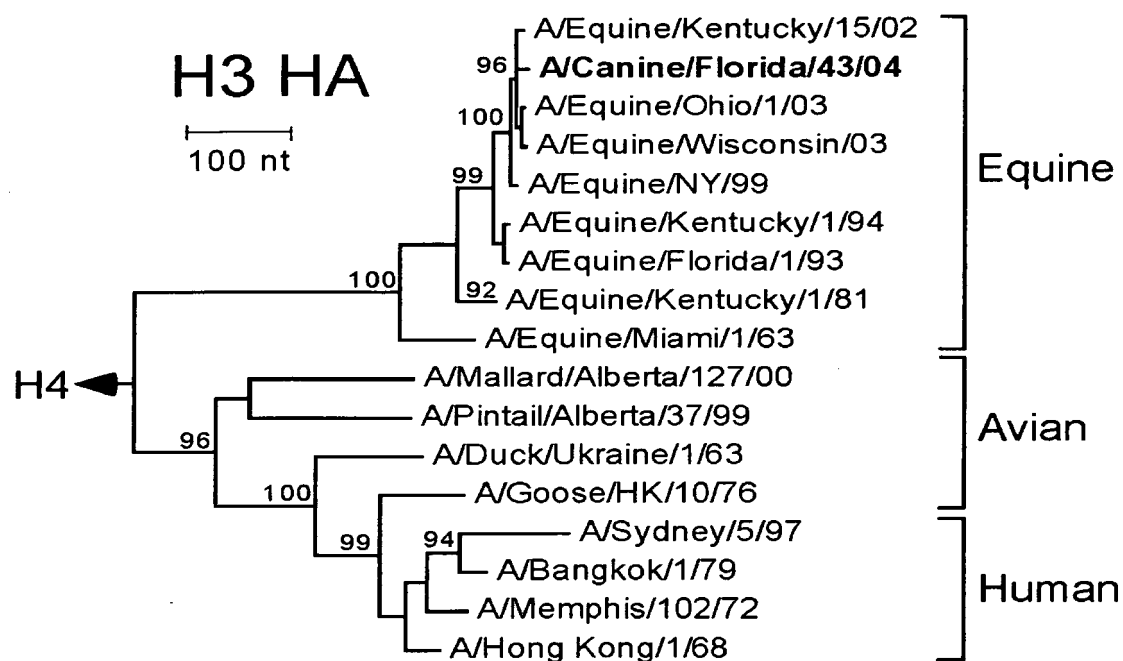 H3 HA
100 nt
A/Equine/Kentucky/15/02
96
A/Canine/Florida/43/04
A/Equine/Ohio/1/03
100
A/Equine/Wisconsin/03
Equine
99
A/Equine/NY/99
A/Equine/Kentucky/1/94
A/Equine/Florida/1/93
100
92
A/Equine/Kentucky/1/81
A/Equine/Miami/1/63
H4
A/Mallard/Alberta/127/00
A/Pintail/Alberta/37/99
Avian
96
A/Duck/Ukraine/1/63
100
A/Goose/HK/10/76
A/Sydney/5/97
99
94
A/Bangkok/1/79
Human
A/Memphis/102/72
A/Hong Kong/1/68